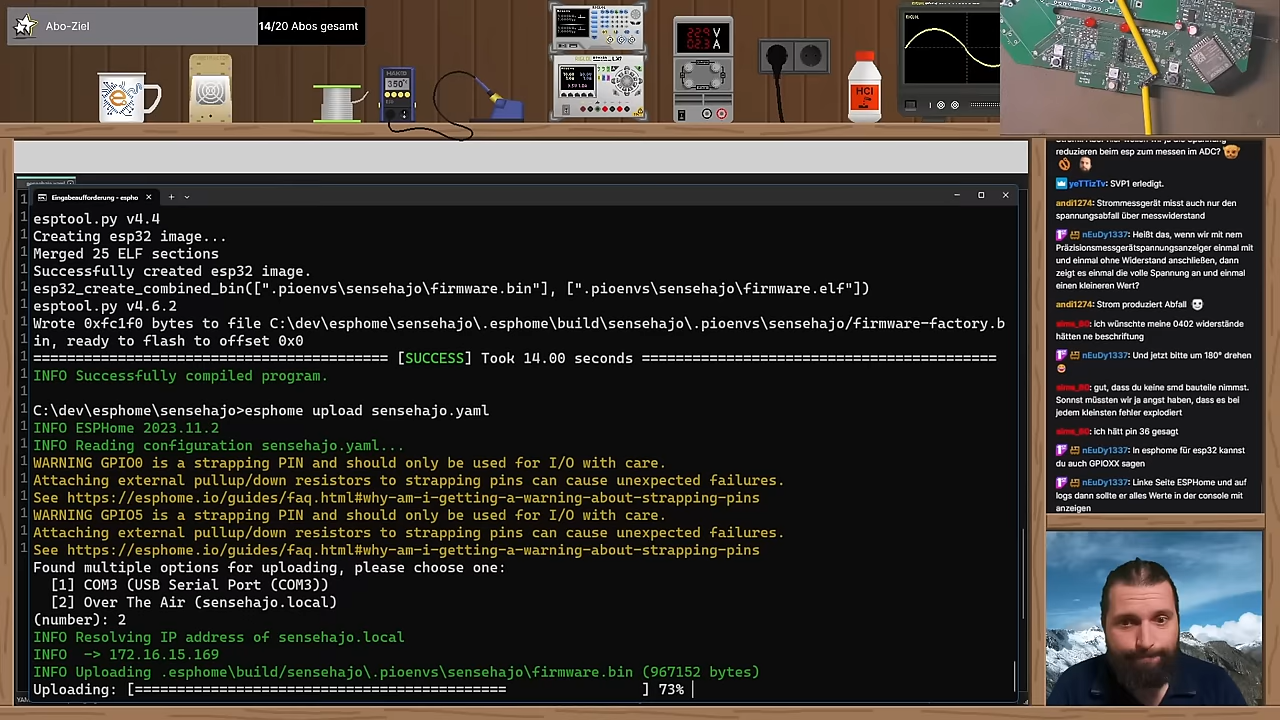 Abo-Ziel
14/20 Abos gesamt
350°
22.9 V
02.3 A
HCl
Eingabeaufforderung - espho
esptool.py v4.4
Creating esp32 image...
Merged 25 ELF sections
Successfully created esp32 image.
esp32_create_combined_bin([".pioenvs\sensehajo\firmware.bin"], [".pioenvs\sensehajo\firmware.elf"])
esptool.py v4.6.2
Wrote 0xfc1f0 bytes to file C:\dev\esphome\sensehajo\.esphome\build\sensehajo\.pioenvs\sensehajo/firmware-factory.b
in, ready to flash to offset 0x0
========================================== [SUCCESS] Took 14.00 seconds ==========================================
INFO Successfully compiled program.
C:\dev\esphome\sensehajo>esphome upload sensehajo.yaml
INFO ESPHome 2023.11.2
INFO Reading configuration sensehajo.yaml...
WARNING GPIO0 is a strapping PIN and should only be used for I/O with care.
Attaching external pullup/down resistors to strapping pins can cause unexpected failures.
See https://esphome.io/guides/faq.html#why-am-i-getting-a-warning-about-strapping-pins
WARNING GPIO5 is a strapping PIN and should only be used for I/O with care.
Attaching external pullup/down resistors to strapping pins can cause unexpected failures.
See https://esphome.io/guides/faq.html#why-am-i-getting-a-warning-about-strapping-pins
Found multiple options for uploading, please choose one:
[1] COM3 (USB Serial Port (COM3))
[2] Over The Air (sensehajo.local)
(number): 2
INFO Resolving IP address of sensehajo.local
INFO  -> 172.16.15.169
INFO Uploading .esphome\build/sensehajo\.pioenvs\sensehajo\firmware.bin (967152 bytes)
Uploading: [============================================                ] 73%
reduzieren beim esp zum messen im ADC?
yeTTizTv: SVP1 erledigt.
andi1274: Strommessgerät misst auch nur den
spannungsabfall über messwiderstand
nEuDy1337: Heißt das, wenn wir mit nem
Präzisionsmessgerätspannungsanzeiger einmal mit
und einmal ohne Widerstand anschließen, dann
zeigt es einmal die volle Spannung an und einmal
einen kleineren Wert?
andi1274: Strom produziert Abfall
sims_80: ich wünschte meine 0402 widerstände
hätten ne beschriftung
nEuDy1337: Und jetzt bitte um 180° drehen
sims_80: gut, dass du keine smd bauteile nimmst.
Sonst müssten wir ja angst haben, dass es bei
jedem kleinsten fehler explodiert
sims_80: ich hätt pin 36 gesagt
nEuDy1337: In esphome für esp32 kannst
du auch GPIOXX sagen
nEuDy1337: Linke Seite ESPHome und auf
logs dann sollte er alles Werte in der console mit
anzeigen